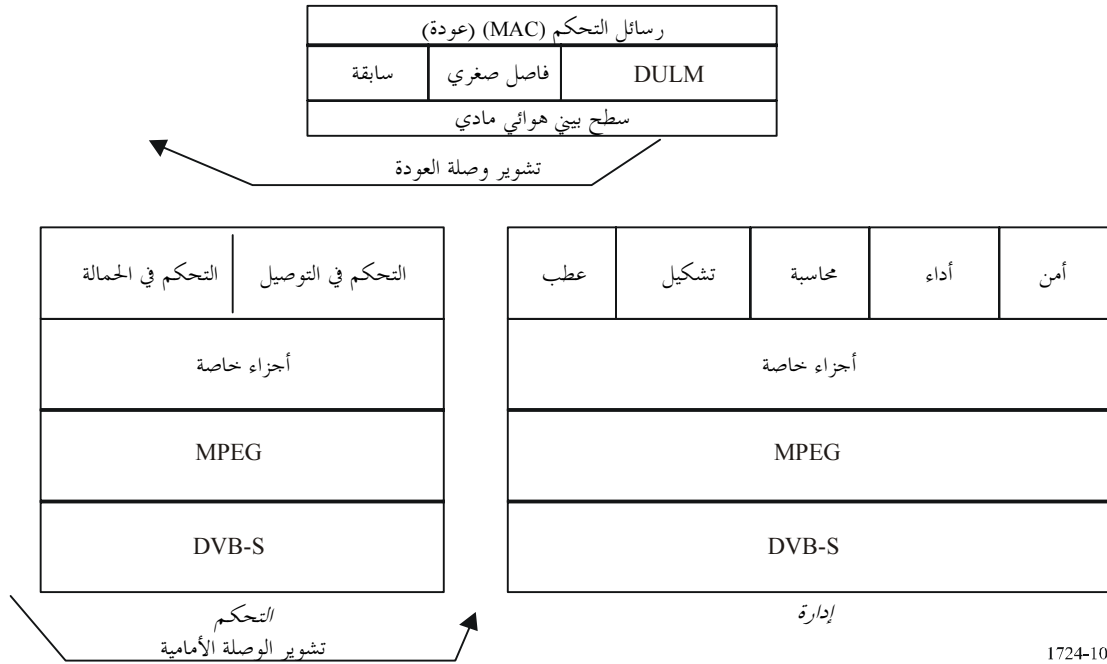 رسائل التحكم (MAC) (عودة)
DULM
فاصل صغري
سابقة
سطح بيني هوائي مادي
تشوير وصلة العودة
أمن
أداء
محاسبة
تشكيل
عطب
أجزاء خاصة
MPEG
DVB-S
إدارة
التحكم في التوصيل
التحكم في الحمالة
أجزاء خاصة
MPEG
DVB-S
التحكم
تشوير الوصلة الأمامية
1724-10